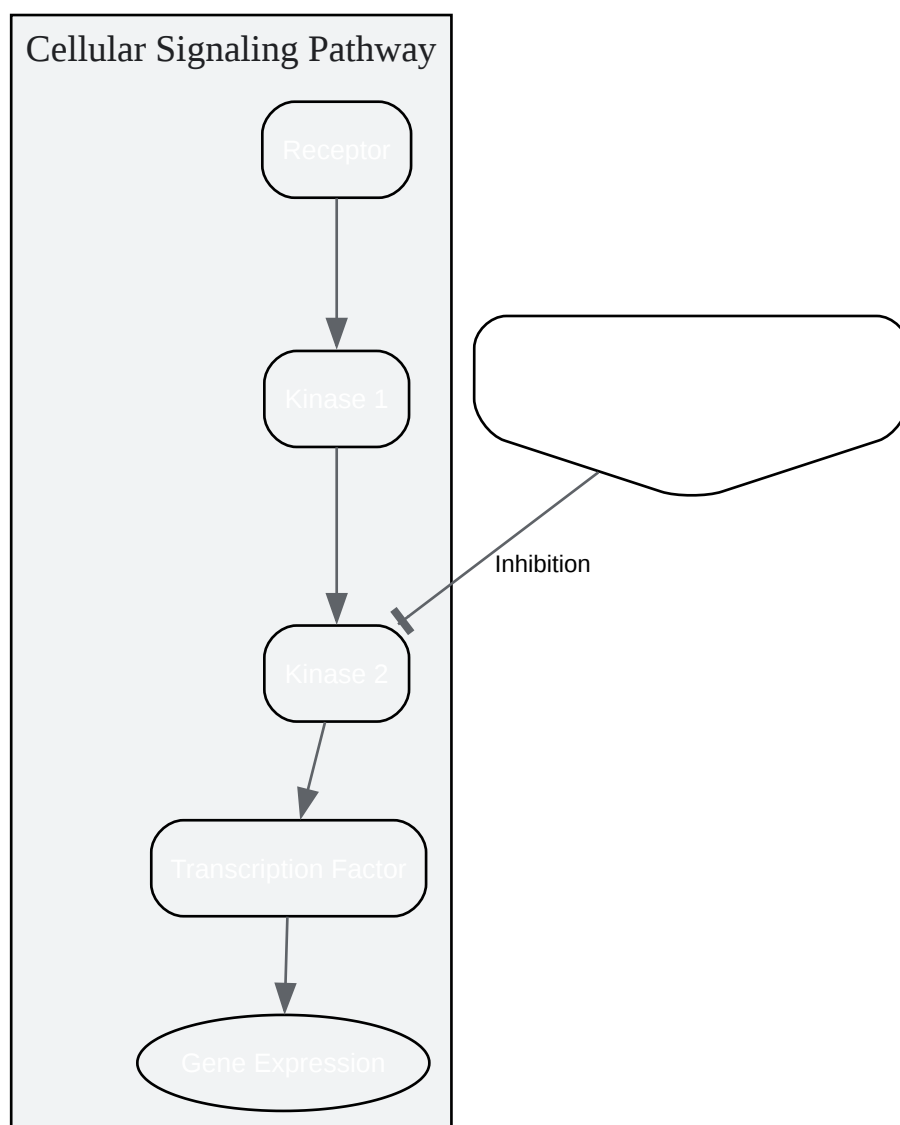 Cellular Signaling Pathway
Receptor
Kinase 1
Inhibition
Kinase 2
Transcription Factor
Gene Expression